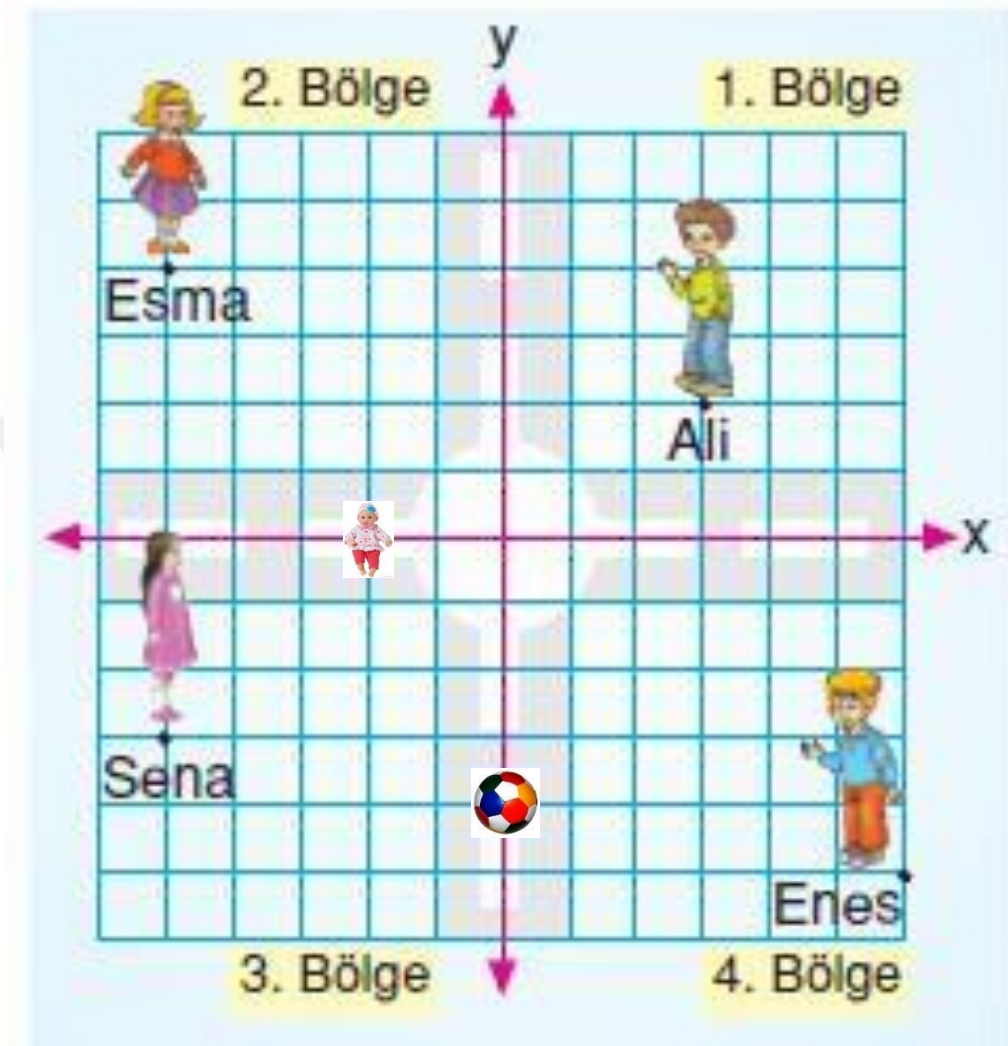 y
2. Bölge
1. Bölge
Esma
Ali
x
Sena
Enes
3. Bölge
4. Bölge